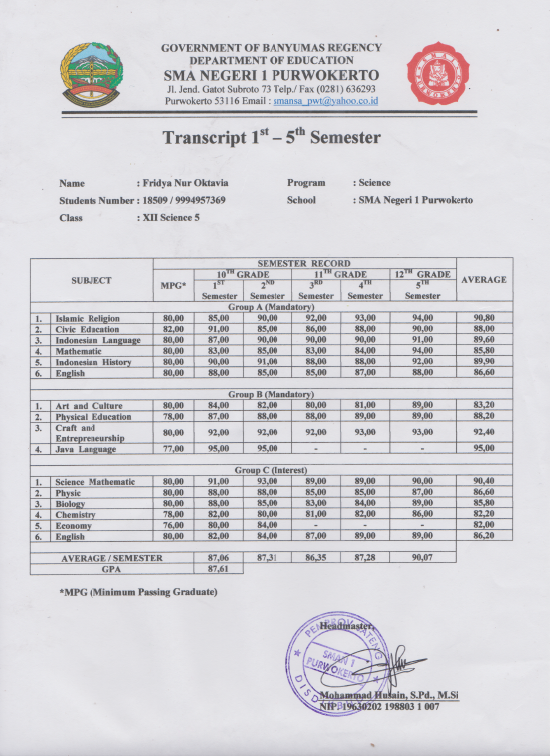 GOVERNMENT OF BANYUMAS REGENCY
DEPARTMENT OF EDUCATION
SMA NEGERI 1 PURWOKERTO
Jl. Jend. Gatot Subroto 73 Telp./ Fax (0281) 636293
Purwokerto 53116 Email : smansa_pwt@yahoo.co.id
Transcript 1st – 5th Semester
Name : Fridya Nur Oktavia Program : Science
Students Number : 18509 / 9994957369 School : SMA Negeri 1 Purwokerto
Class : XII Science 5
SUBJECT MPG* SEMESTER RECORD AVERAGE
10TH GRADE 11TH GRADE 12TH GRADE
1ST Semester 2ND Semester 3RD Semester 4TH Semester 5TH Semester
Group A (Mandatory)
1. Islamic Religion 80,00 85,00 90,00 92,00 93,00 94,00 90,80
2. Civic Education 82,00 91,00 85,00 86,00 88,00 90,00 88,00
3. Indonesian Language 80,00 87,00 90,00 90,00 90,00 91,00 89,60
4. Mathematic 80,00 83,00 85,00 83,00 84,00 94,00 85,80
5. Indonesian History 80,00 90,00 91,00 88,00 88,00 92,00 89,90
6. English 80,00 88,00 85,00 85,00 87,00 88,00 86,60
Group B (Mandatory)
1. Art and Culture 80,00 84,00 82,00 80,00 81,00 89,00 83,20
2. Physical Education 78,00 87,00 88,00 88,00 89,00 89,00 88,20
3. Craft and Entrepreneurship 80,00 92,00 92,00 92,00 93,00 93,00 92,40
4. Java Language 77,00 95,00 95,00 - - - 95,00
Group C (Interest)
1. Science Mathematic 80,00 91,00 93,00 89,00 89,00 90,00 90,40
2. Physic 80,00 88,00 88,00 85,00 85,00 87,00 86,60
3. Biology 80,00 88,00 85,00 83,00 84,00 89,00 85,80
4. Chemistry 78,00 82,00 80,00 81,00 82,00 86,00 82,20
5. Economy 76,00 80,00 84,00 - - - 82,00
6. English 80,00 82,00 84,00 87,00 89,00 89,00 86,20
AVERAGE / SEMESTER 87,06 87,31 86,35 87,28 90,07
GPA 87,61
*MPG (Minimum Passing Graduate)
Headmaster,
PEMPROV JATENG
SMAN 1
PURWOKERTO
Mohammad Husain, S.Pd., M.Si
NIP. 19630202 198803 1 007